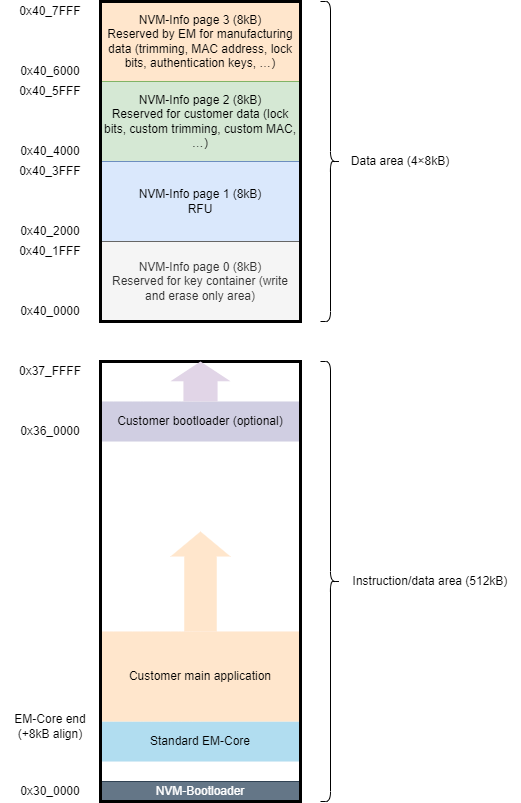 0x40_7FFF
NVM-Info page 3 (8kB)
Reserved by EM for manufacturing
data (trimming, MAC address, lock
bits, authentication keys, …)
0x40_6000
0x40_5FFF
NVM-Info page 2 (8kB)
Reserved for customer data (lock
bits, custom trimming, custom MAC,
…)
0x40_4000
0x40_3FFF
Data area (4×8kB)
NVM-Info page 1 (8kB)
RFU
0x40_2000
0x40_1FFF
NVM-Info page 0 (8kB)
Reserved for key container (write
and erase only area)
0x40_0000
0x37_FFFF
Customer bootloader (optional)
0x36_0000
Instruction/data area (512kB)
Customer main application
EM-Core end
(+8kB align)
Standard EM-Core
0x30_0000
NVM-Bootloader